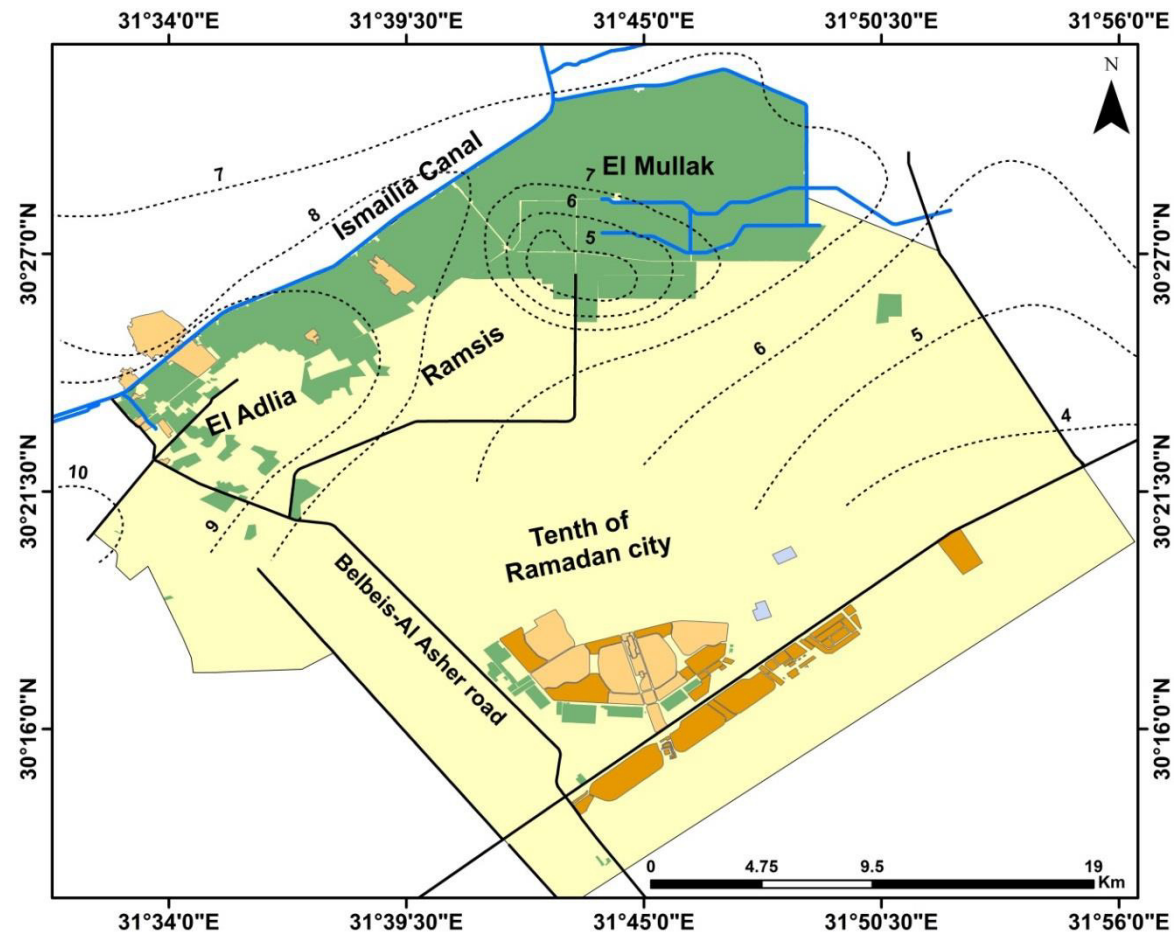 31°34'0"E
31°39'30"E
31°45'0"E
31°50'30"E
31°56'0"E
N
7
8
Ismailia Canal
El Mullak
7
6
5
30°27'0"N
30°27'0"N
Ramsis
El Adlia
6
5
4
10
9
30°21'30"N
30°21'30"N
Tenth of
Ramadan city
Belbeis-Al Asher road
30°16'0"N
30°16'0"N
0
4.75
9.5
19
Km
31°34'0"E
31°39'30"E
31°45'0"E
31°50'30"E
31°56'0"E